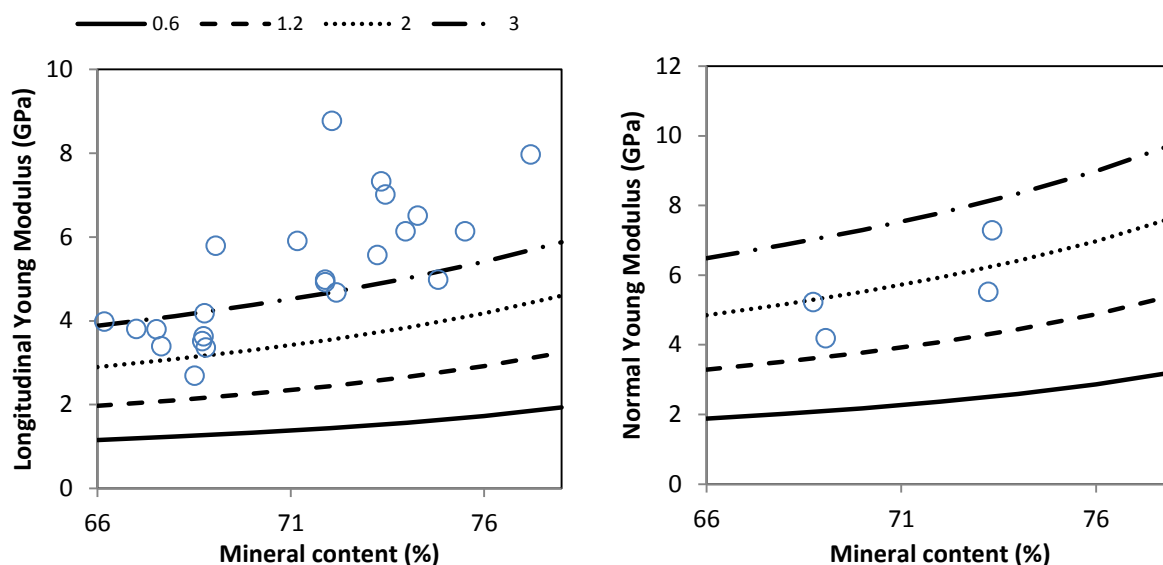 0.6 1.2 2 3
Longitudinal Young Modulus (GPa)
10
8
6
4
2
0
66 71 76
Mineral content (%)
Normal Young Modulus (GPa)
12
10
8
6
4
2
0
66 71 76
Mineral content (%)